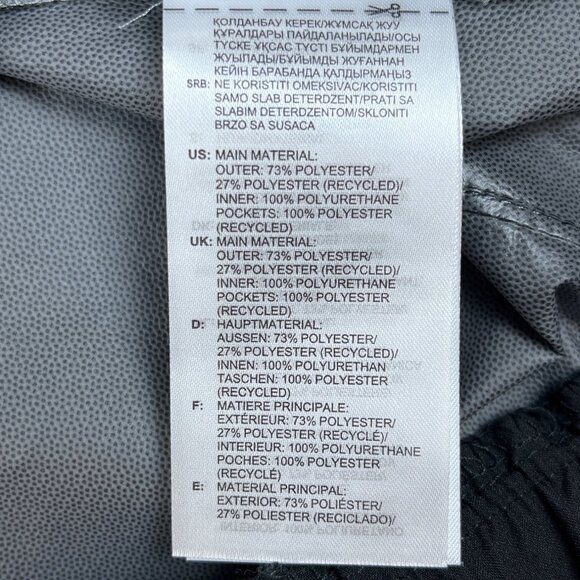 ҚОЛДАНБАУ КЕРЕК/ЖҰМСАҚ ЖУУ
ҚҰРАЛДАРЫ ПАЙДАЛАНЫЛАДЫ/ОСЫ
ТҮСКЕ ҰҚСАС ТҮСТІ БҰЙЫМДАРМЕН
ЖУЫЛАДЫ/БҰЙЫМДЫ ЖУҒАННАН
КЕЙІН БАРАБАНДА ҚАЛДЫРМАҢЫЗ
SRB: NE KORISTITI OMEKSIVAC/KORISTITI
SAMO SLAB DETERDZENT/PRATI SA
SLABIM DETERDZENTOM/SKLONITI
BRZO SA SUSACA
US: MAIN MATERIAL:
OUTER: 73% POLYESTER/
27% POLYESTER (RECYCLED)/
INNER: 100% POLYURETHANE
POCKETS: 100% POLYESTER
(RECYCLED)
UK: MAIN MATERIAL:
OUTER: 73% POLYESTER/
27% POLYESTER (RECYCLED)/
INNER: 100% POLYURETHANE
POCKETS: 100% POLYESTER
(RECYCLED)
D: HAUPTMATERIAL:
AUSSEN: 73% POLYESTER/
27% POLYESTER (RECYCLED)/
INNEN: 100% POLYURETHAN
TASCHEN: 100% POLYESTER
(RECYCLED)
F: MATIERE PRINCIPALE:
EXTÉRIEUR: 73% POLYESTER/
27% POLYESTER (RECYCLÉ)/
INTERIEUR: 100% POLYURETHANE
POCHES: 100% POLYESTER
(RECYCLÉ)
E: MATERIAL PRINCIPAL:
EXTERIOR: 73% POLIÉSTER/
27% POLIESTER (RECICLADO)/